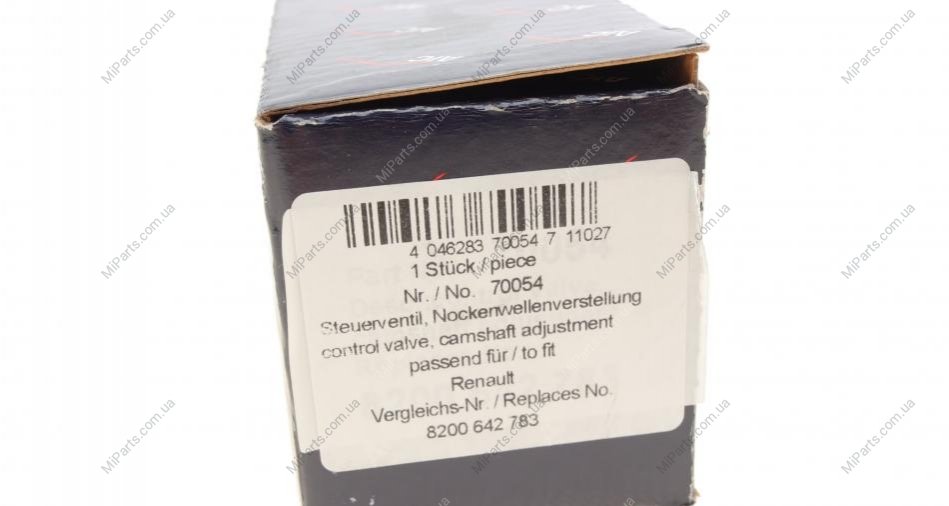 4 046283 70054 7 11027
1 Stück / piece
Nr. / No. 70054
Steuerventil, Nockenwellenverstellung
control valve, camshaft adjustment
passend für / to fit
Renault
Vergleichs-Nr. / Replaces No.
8200 642 783
MiParts.com.ua